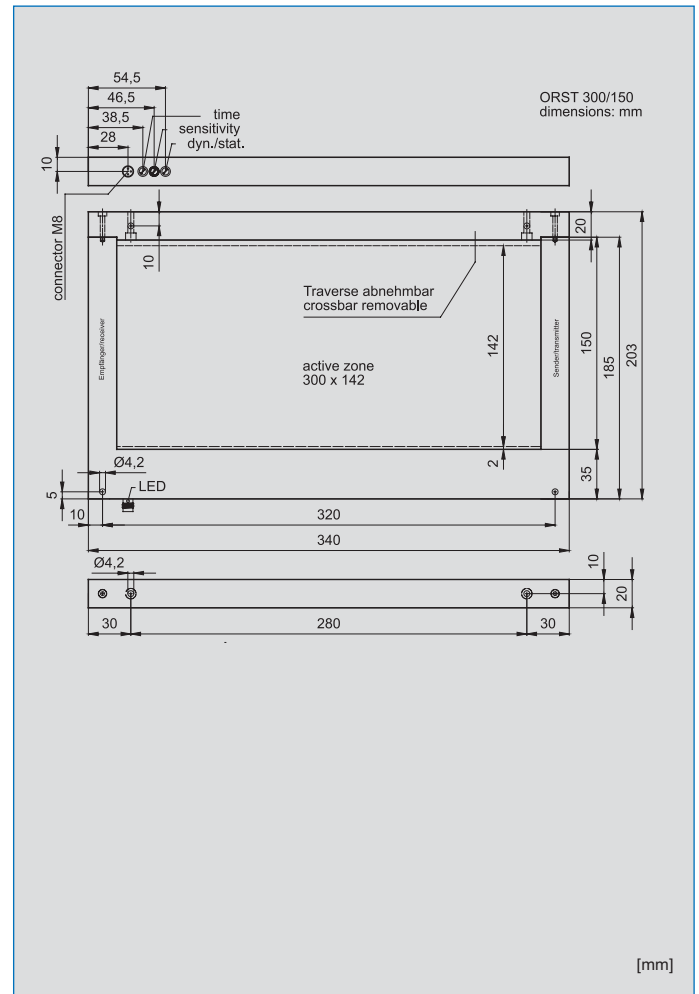 54,5
46,5
38,5
28
time
sensitivity
dyn./stat.
ORST 300/150
dimensions: mm
10
connector M8
10
20
Traverse abnehmbar
crossbar removable
Empfänger/receiver
active zone
300 x 142
142
Sender/transmitter
150
185
203
Ø4,2
LED
2
35
5
10
320
340
Ø4,2
10
20
30
280
30
[mm]